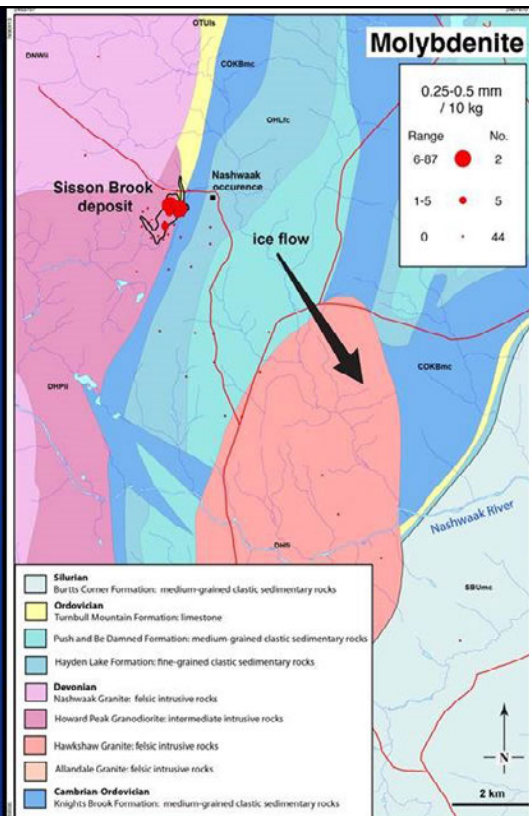 OTUls
DNWii
COKBmc
Molybdenite
OHLfc
0.25-0.5 mm
/ 10 kg
Range
No.
6-87
2
1-5
5
0
44
Sisson Brook
deposit
Nashwaak
occurence
ice flow
COKBmc
DHPii
Nashwaak River
SBUmc
Silurian
Burtts Corner Formation: medium-grained clastic sedimentary rocks
Ordovician
Turnbull Mountain Formation: limestone
Push and Be Damned Formation: medium grained clastic sedimentary rocks
Hayden Lake Formation: fine-grained clastic sedimentary rocks
Devonian
Nashwaak Granite: felsic intrusive rocks
Howard Peak Granodiorite: intermediate intrusive rocks
Hawkshaw Granite: felsic intrusive rocks
Allandale Granite: felsic intrusive rocks
Cambrian-Ordovician
Knights Brook Formation: medium-grained clastic sedimentary rocks
N
2 km